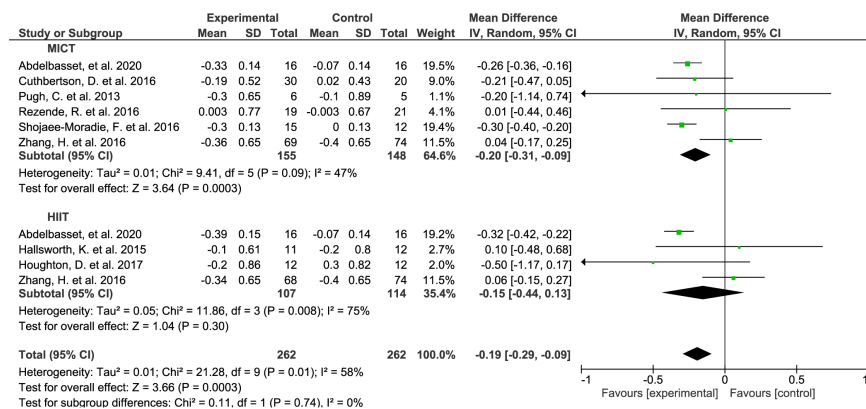 Experimental Control Mean Difference Mean Difference
Study or Subgroup Mean SD Total Mean SD Total Weight IV, Random, 95% CI IV, Random, 95% CI
MICT
Abdelbasset, et al. 2020 -0.33 0.14 16 -0.07 0.14 16 19.5% -0.26 [-0.36, -0.16]
Cuthbertson, D. et al. 2016 -0.19 0.52 30 -0.02 0.43 20 7.9% -0.21 [-0.47, 0.05]
Pugh, C. et al. 2013 -0.3 0.65 6 -0.1 0.89 5 1.1% -0.20 [-1.14, 0.74]
Rezende, R. et al. 2016 0.003 0.77 19 -0.003 0.67 21 4.1% 0.01 [-0.44, 0.46]
Shojaee-Moradie, F. et al. 2016 -0.3 0.13 15 0 0.13 12 19.4% -0.30 [-0.40, -0.20]
Zhang, H. et al. 2016 -0.36 0.65 69 -0.4 0.65 74 11.5% 0.04 [-0.17, 0.25]
Subtotal (95% CI) 155 148 64.6% -0.20 [-0.31, -0.09]
Heterogeneity: Tau² = 0.01; Chi² = 9.41, df = 5 (P = 0.09); I² = 47%
Test for overall effect: Z = 3.64 (P = 0.0003)
HIIT
Abdelbasset, et al. 2020 -0.39 0.15 16 -0.07 0.14 16 19.2% -0.32 [-0.42, -0.22]
Hallsworth, K. et al. 2015 -0.1 0.61 11 -0.2 0.8 12 2.7% 0.10 [-0.48, 0.68]
Houghton, D. et al. 2017 -0.2 0.86 12 0.3 0.82 12 2.0% -0.50 [-1.17, 0.17]
Zhang, H. et al. 2016 -0.34 0.65 68 -0.4 0.65 74 11.5% 0.06 [-0.15, 0.27]
Subtotal (95% CI) 107 114 35.4% -0.15 [-0.44, 0.13]
Heterogeneity: Tau² = 0.05; Chi² = 11.86, df = 3 (P = 0.008); I² = 75%
Test for overall effect: Z = 1.04 (P = 0.30)
Total (95% CI) 262 262 100.0% -0.19 [-0.29, -0.09]
Heterogeneity: Tau² = 0.01; Chi² = 21.28, df = 9 (P = 0.01); I² = 58%
Test for overall effect: Z = 3.66 (P = 0.0003)
Test for subgroup differences: Chi² = 0.11, df = 1 (P = 0.74), I² = 0%
-1 -0.5 0 0.5 1
Favours [experimental] Favours [control]